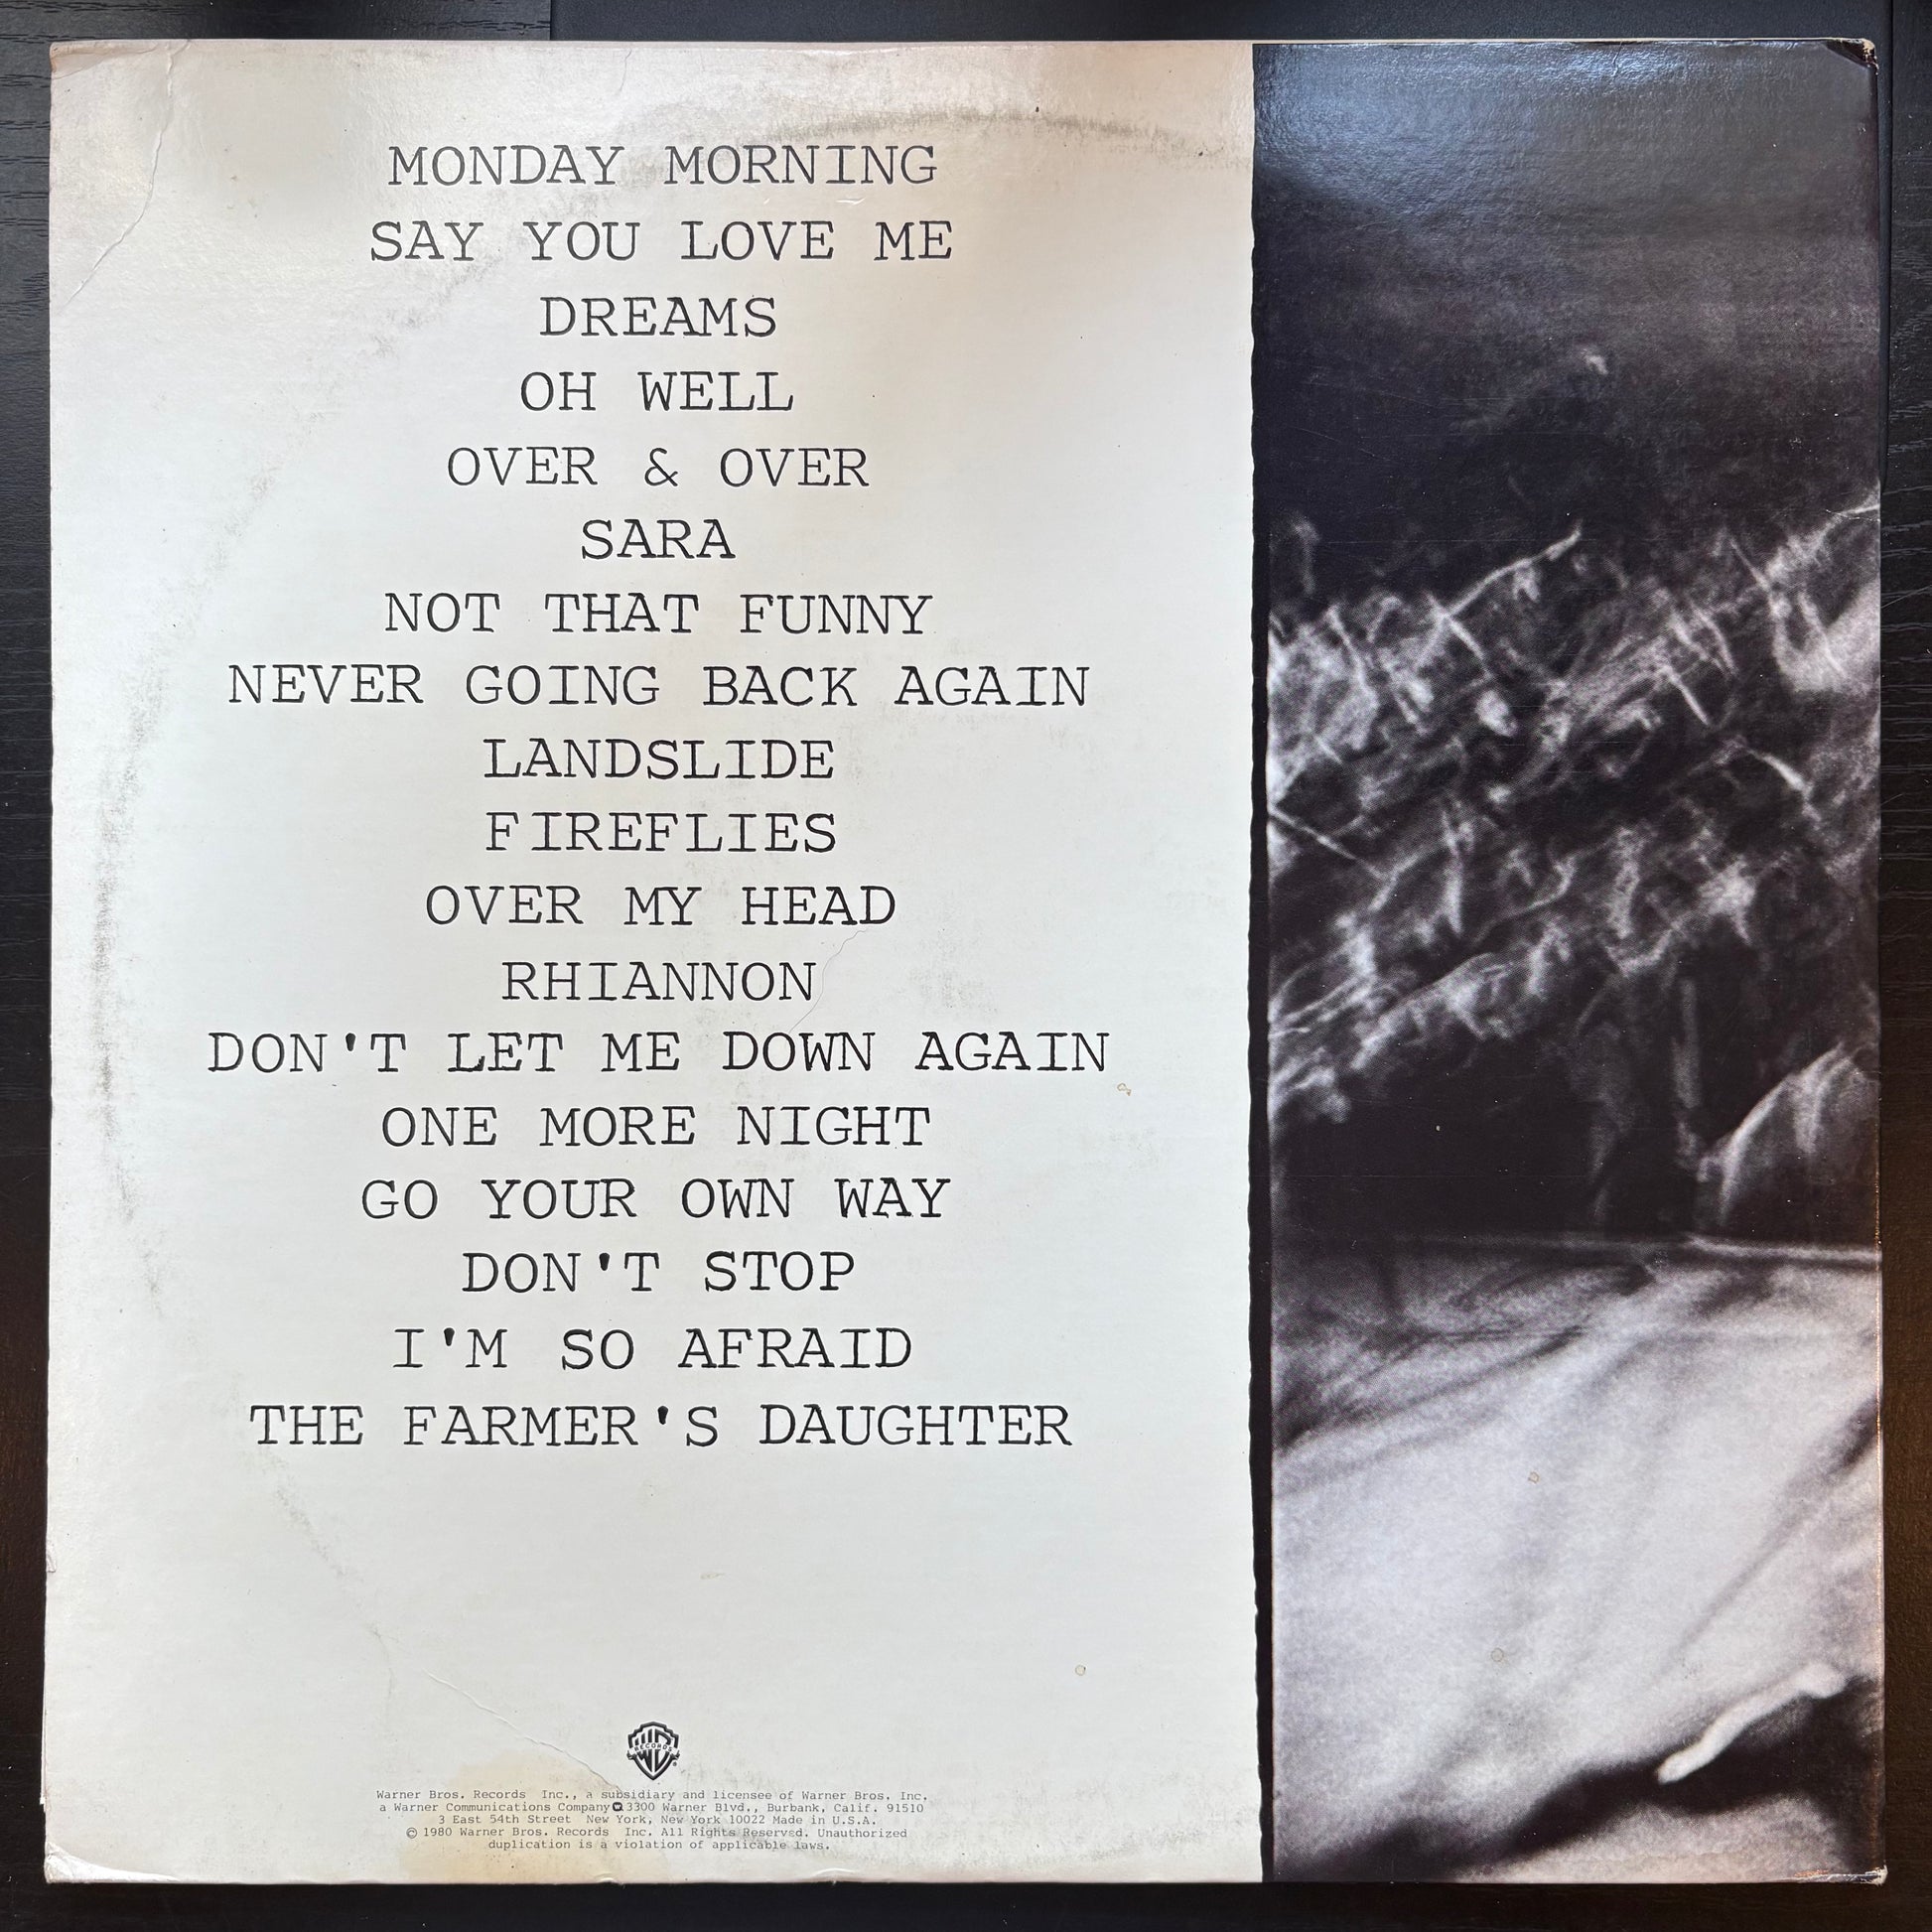 MONDAY MORNING
SAY YOU LOVE ME
DREAMS
OH WELL
OVER & OVER
SARA
NOT THAT FUNNY
NEVER GOING BACK AGAIN
LANDSLIDE
FIREFLIES
OVER MY HEAD
RHIANNON
DON'T LET ME DOWN AGAIN
ONE MORE NIGHT
GO YOUR OWN WAY
DON'T STOP
I'M SO AFRAID
THE FARMER'S DAUGHTER
WB RECORDS
Warner Bros. Records Inc., a subsidiary and licensee of Warner Bros. Inc.
a Warner Communications Company 3300 Warner Blvd., Burbank, Calif. 91510
3 East 54th Street New York, New York 10022 Made in U.S.A.
© 1980 Warner Bros. Records Inc. All Rights Reserved. Unauthorized
duplication is a violation of applicable laws.